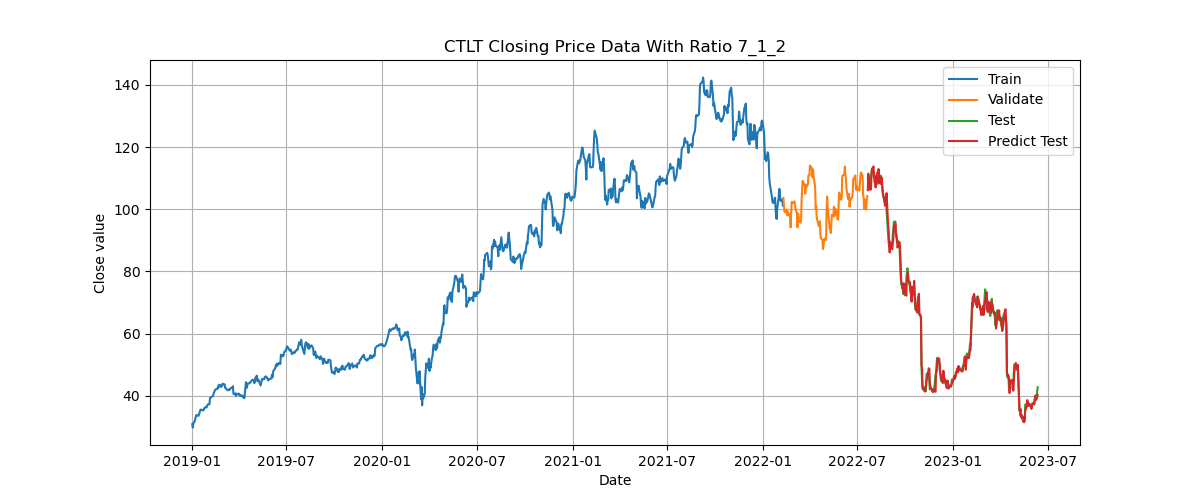 CTLT Closing Price Data With Ratio 7_1_2
Train
Validate
Test
Predict Test
Close value
140
120
100
80
60
40
2019-01 2019-07 2020-01 2020-07 2021-01 2021-07 2022-01 2022-07 2023-01 2023-07
Date